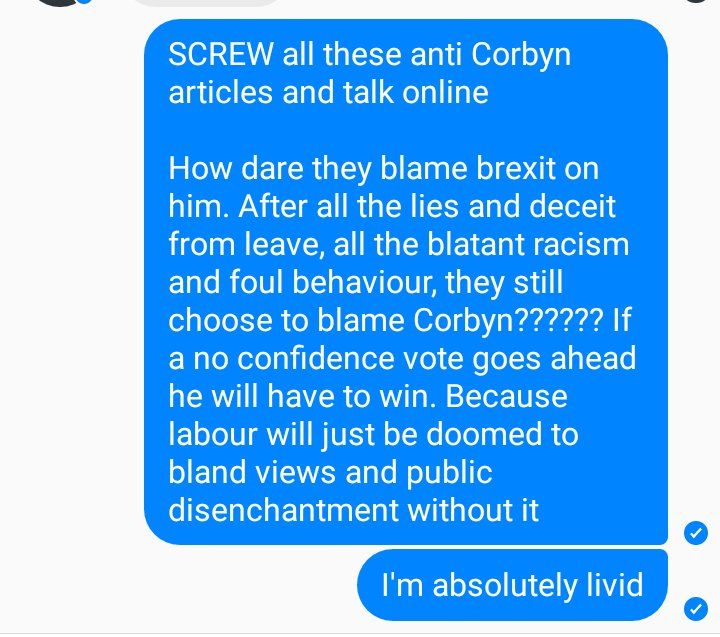 SCREW all these anti Corbyn
articles and talk online
How dare they blame brexit on
him. After all the lies and deceit
from leave, all the blatant racism
and foul behaviour, they still
choose to blame Corbyn?????? If
a no confidence vote goes ahead
he will have to win. Because
labour will just be doomed to
bland views and public
disenchantment without it
I'm absolutely livid